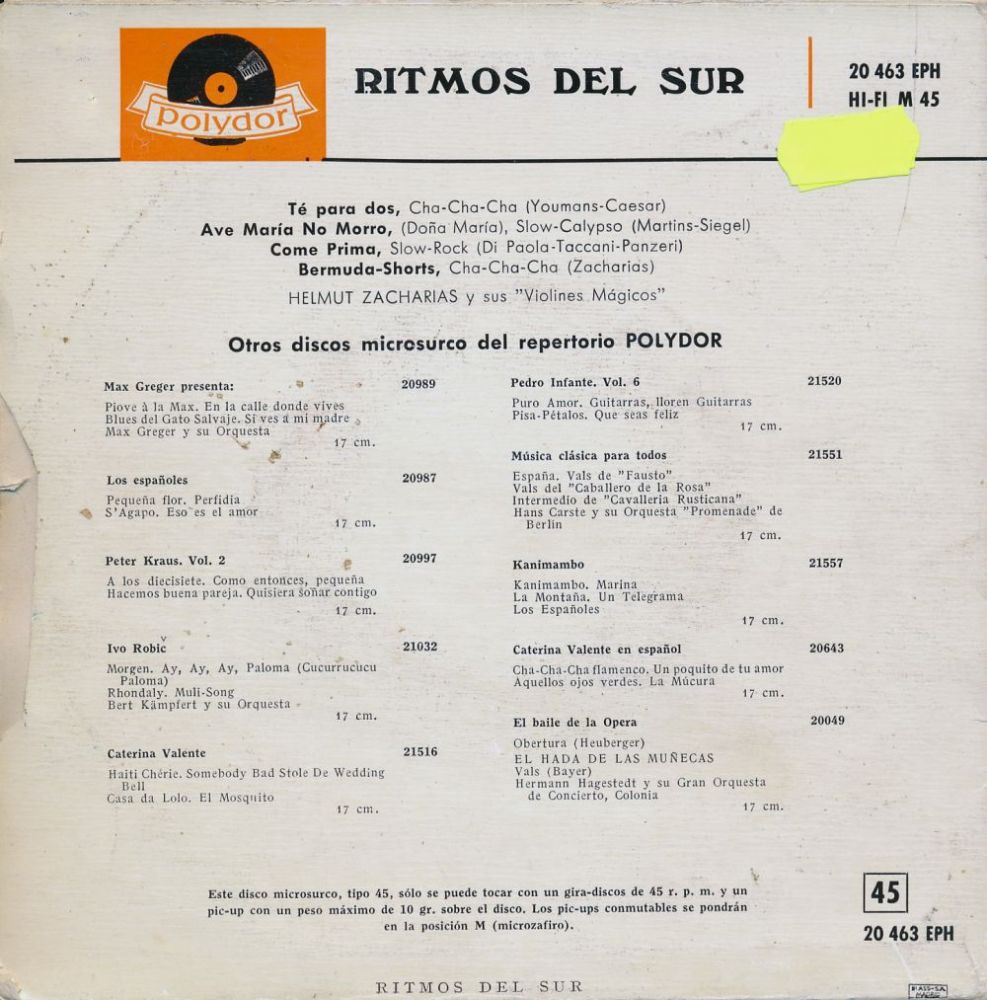 polydor
RITMOS DEL SUR
20 463 EPH
HI-FI M 45
Té para dos, Cha-Cha-Cha (Youmans-Caesar)
Ave María No Morro, (Doña María), Slow-Calypso (Martins-Siegel)
Come Prima, Slow-Rock (Di Paola-Taccani-Panzeri)
Bermuda-Shorts, Cha-Cha-Cha (Zacharias)
HELMUT ZACHARIAS y sus "Violines Mágicos"
Otros discos microsurco del repertorio POLYDOR
Max Greger presenta: 20989
Piove à la Max. En la calle donde vives
Blues del Gato Salvaje. Si ves a mi madre
Max Greger y su Orquesta
17 cm.
Los españoles 20987
Pequeña flor. Perfidia
S'Agapo. Eso es el amor
17 cm.
Peter Kraus. Vol. 2 20997
A los diecisiete. Como entonces, pequeña
Hacemos buena pareja. Quisiera soñar contigo
17 cm.
Ivo Robič 21032
Morgen. Ay, Ay, Ay, Paloma (Cucurrucucu
Paloma)
Rhondaly. Muli-Song
Bert Kämpfert y su Orquesta
17 cm.
Caterina Valente 21516
Haiti Chérie. Somebody Bad Stole De Wedding
Bell
Casa da Lolo. El Mosquito
17 cm.
Pedro Infante. Vol. 6 21520
Puro Amor. Guitarras, lloren Guitarras
Pisa-Pétalos. Que seas feliz
17 cm.
Música clásica para todos 21551
España. Vals de "Fausto"
Vals del "Caballero de la Rosa"
Intermedio de "Cavalleria Rusticana"
Hans Carste y su Orquesta "Promenade" de
Berlín
17 cm.
Kanimambo 21557
Kanimambo. Marina
La Montaña. Un Telegrama
Los Españoles
17 cm.
Caterina Valente en español 20643
Cha-Cha-Cha flamenco. Un poquito de tu amor
Aquellos ojos verdes. La Múcura
17 cm.
El baile de la Opera 20049
Obertura (Heuberger)
EL HADA DE LAS MUÑECAS
Vals (Bayer)
Hermann Hagestedt y su Gran Orquesta
de Concierto, Colonia
17 cm.
Este disco microsurco, tipo 45, sólo se puede tocar con un gira-discos de 45 r. p. m. y un
pic-up con un peso máximo de 10 gr. sobre el disco. Los pic-ups conmutables se pondrán
en la posición M (microzafiro).
45
20 463 EPH
RITMOS DEL SUR